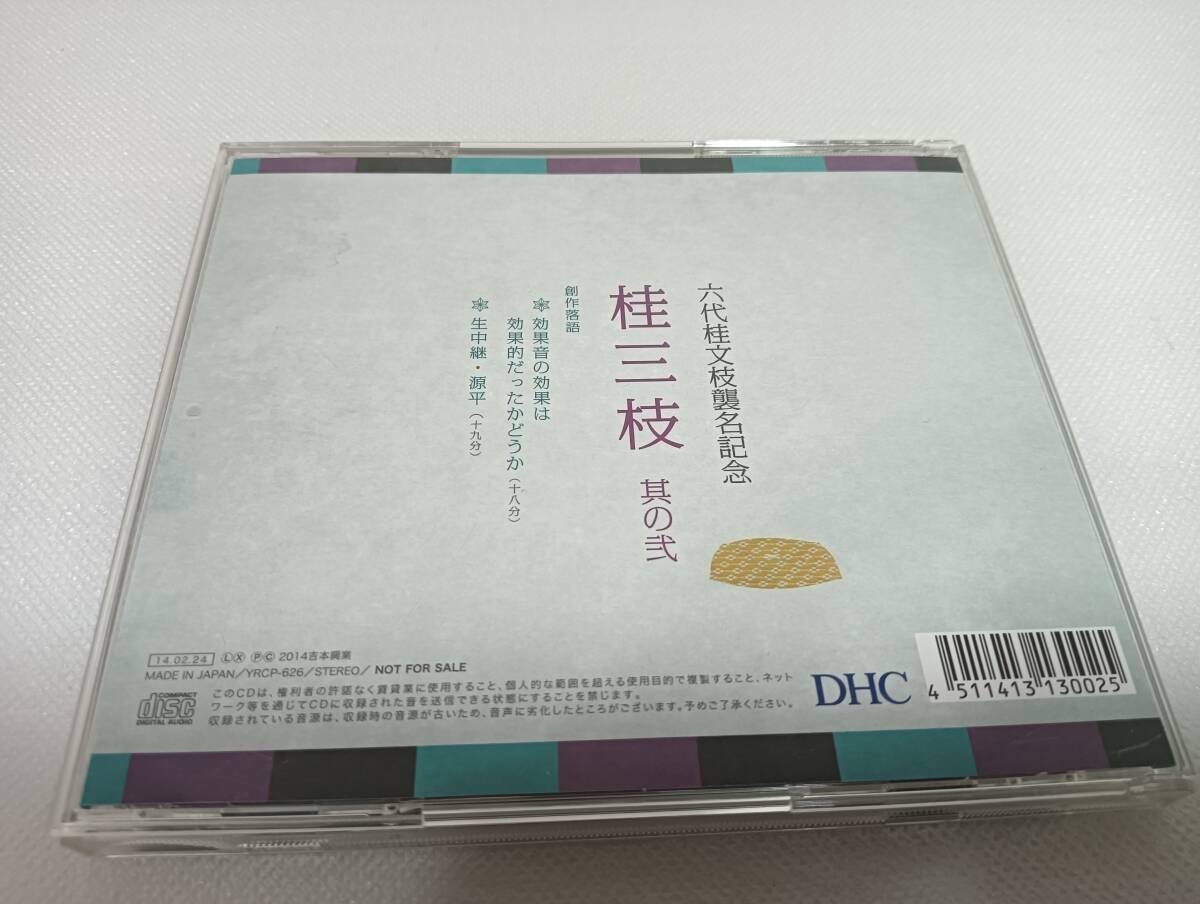 六代桂文枝襲名記念
桂三枝 其の弐
創作落語
効果音の効果は
効果的だったかどうか（十八分）
生中継・源平（十九分）
14.02.24 Ⓛ Ⓧ Ⓟ Ⓒ 2014吉本興業
MADE IN JAPAN／YRCP-626／STEREO／NOT FOR SALE
COMPACT
disc
DIGITAL AUDIO
このCDは、権利者の許諾なく賃貸業に使用すること、個人的な範囲を超える使用目的で複製すること、ネット
ワーク等を通じてCDに収録された音を送信できる状態にすることを禁じます。
収録されている音源は、収録時の音源が古いため、音声に劣化したところがございます。予めご了承ください。
DHC
4 511413 130025